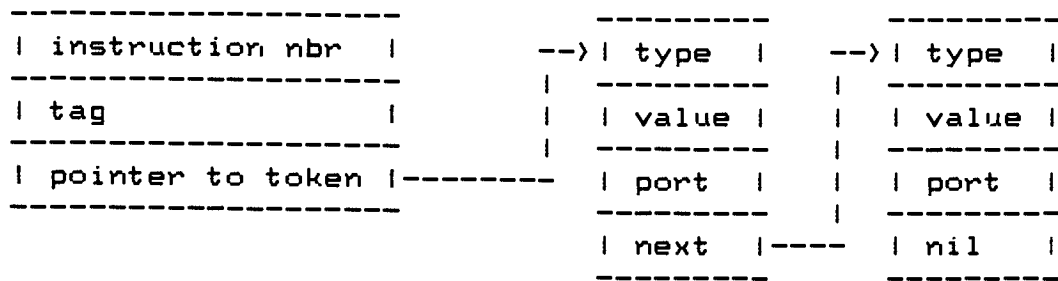 instruction nbr
tag
pointer to token
type
value
port
next
type
value
port
nil